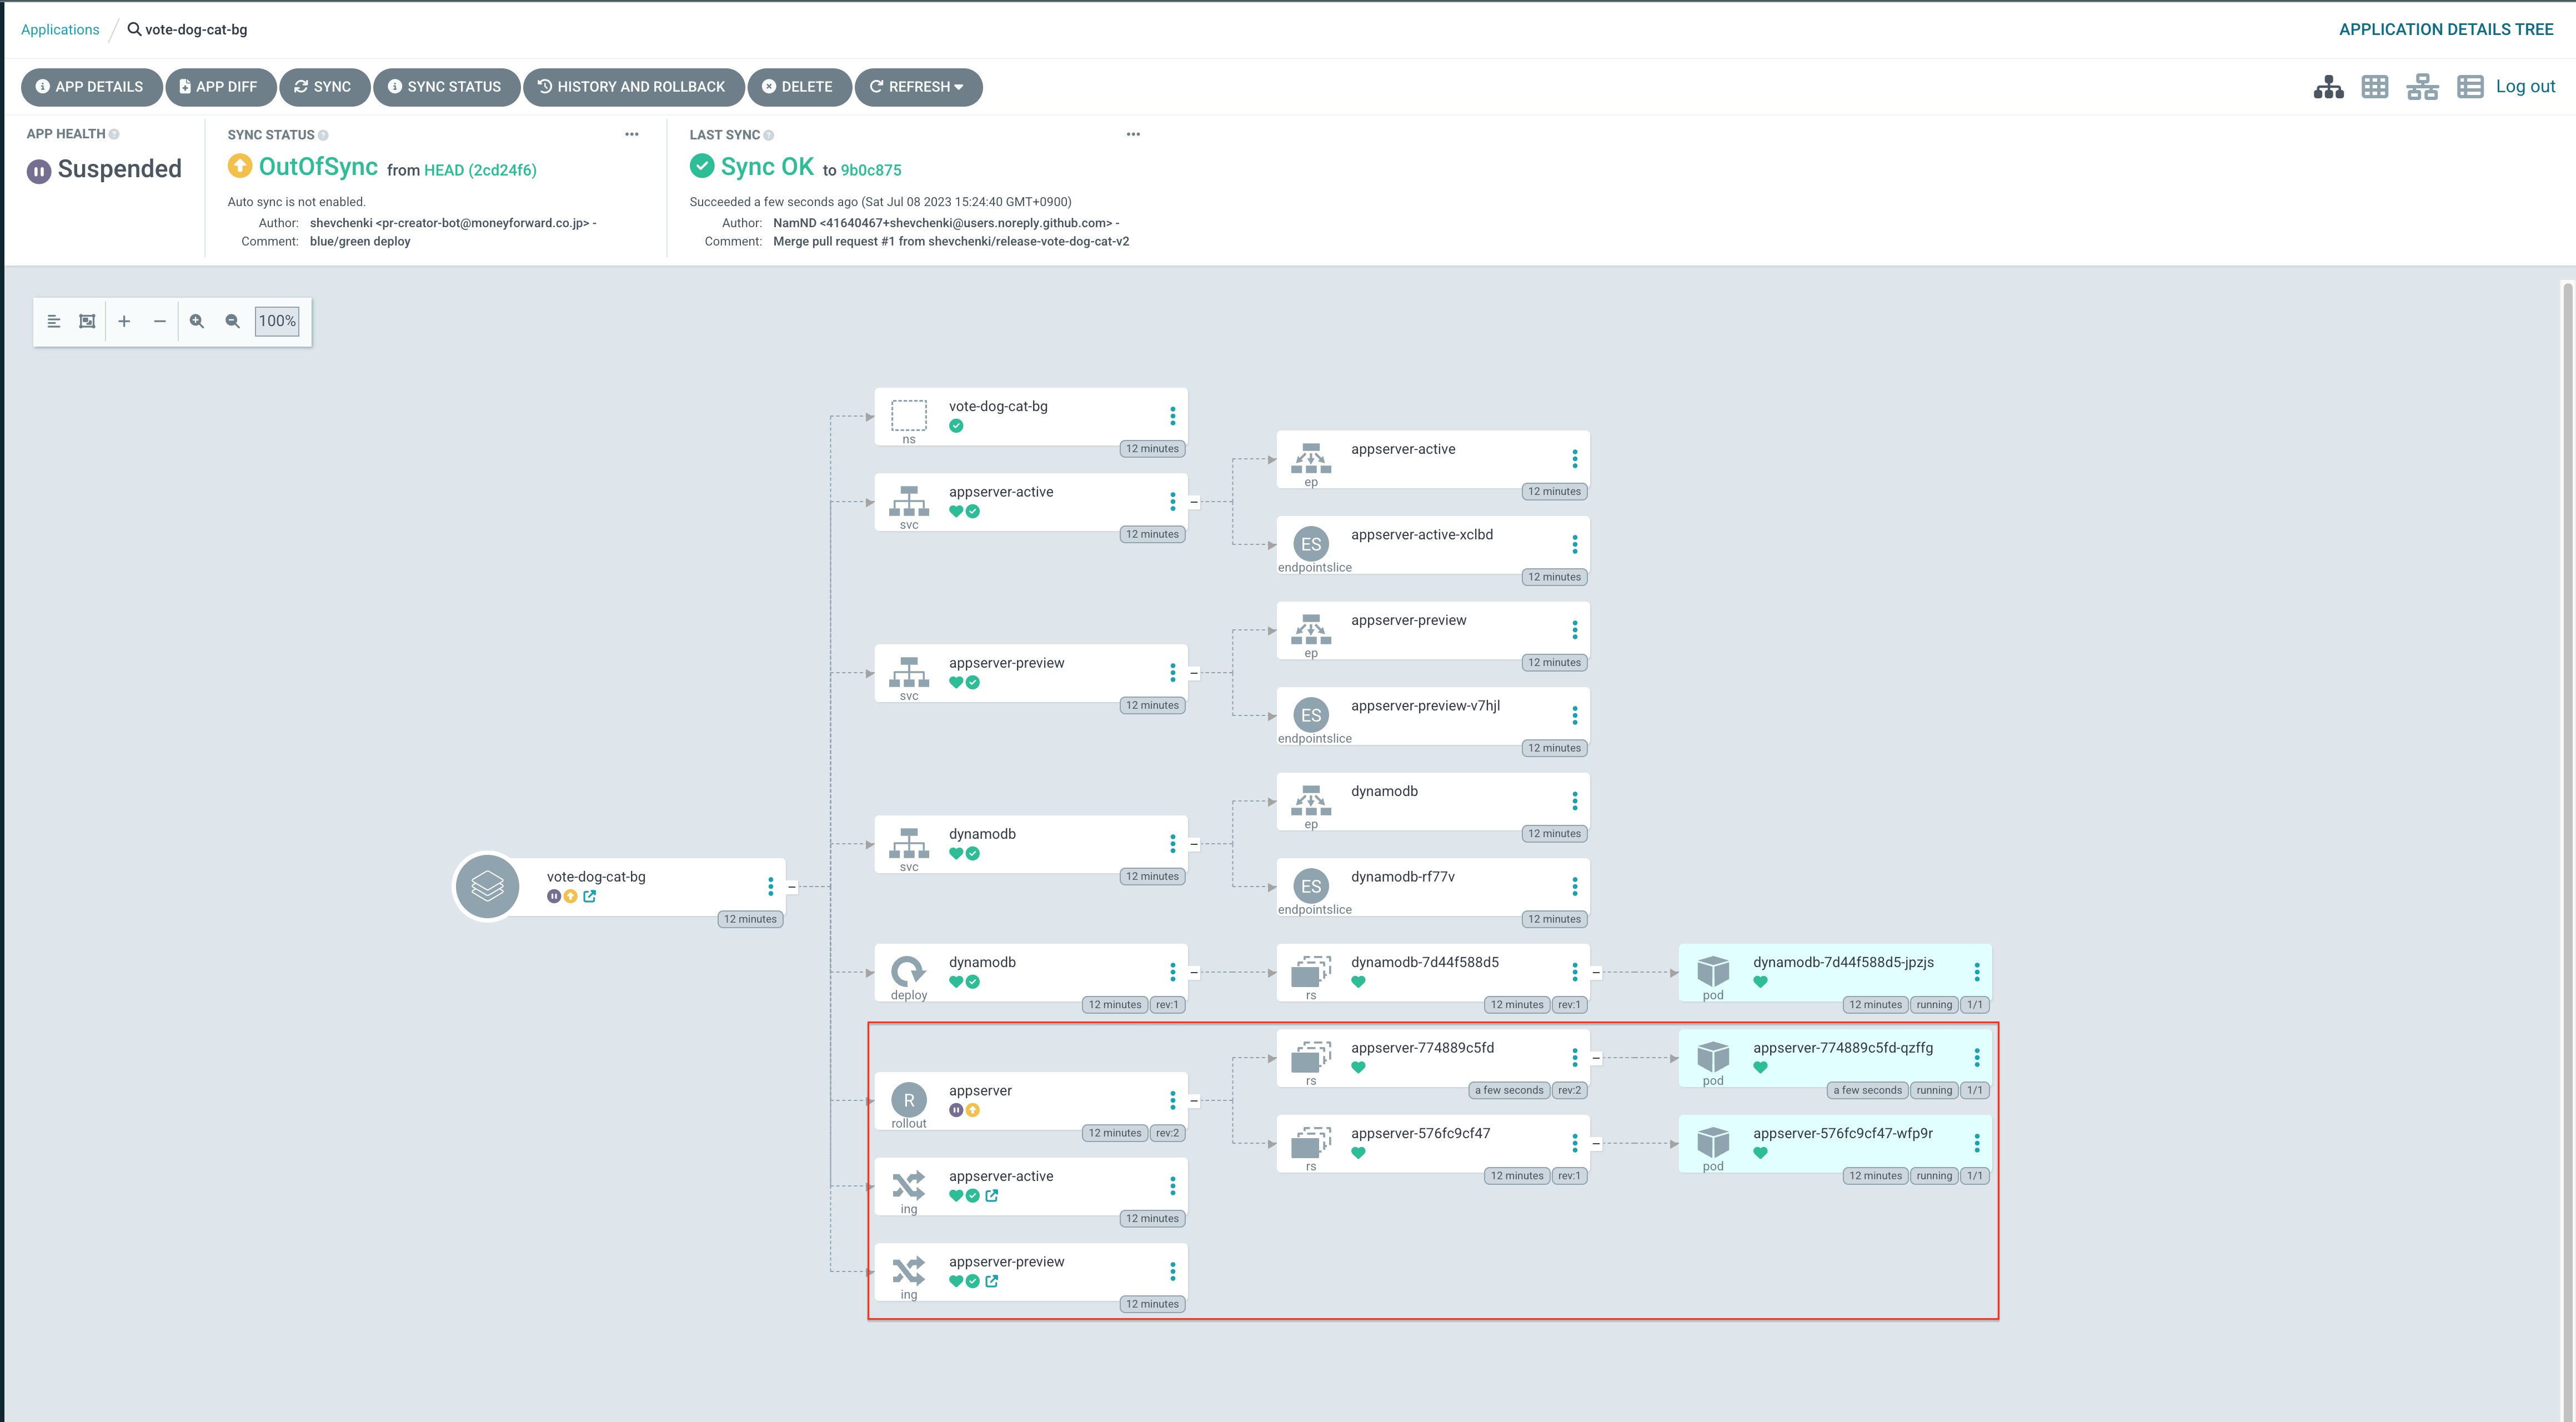 Applications / vote-dog-cat-bg
APPLICATION DETAILS TREE
APP DETAILS
APP DIFF
SYNC
SYNC STATUS
HISTORY AND ROLLBACK
DELETE
REFRESH
Log out
APP HEALTH
Suspended
SYNC STATUS
OutOfSync from HEAD (2cd24f6)
Auto sync is not enabled.
Author: shevchenki <pr-creator-bot@moneyforward.co.jp> -
Comment: blue/green deploy
LAST SYNC
Sync OK to 9b0c875
Succeeded a few seconds ago (Sat Jul 08 2023 15:24:40 GMT+0900)
Author: NamND <41640467+shevchenki@users.noreply.github.com> -
Comment: Merge pull request #1 from shevchenki/release-vote-dog-cat-v2
100%
vote-dog-cat-bg
12 minutes
vote-dog-cat-bg
ns
12 minutes
appserver-active
svc
12 minutes
appserver-active
ep
12 minutes
ES
appserver-active-xclbd
endpointslice
12 minutes
appserver-preview
svc
12 minutes
appserver-preview
ep
12 minutes
ES
appserver-preview-v7hjl
endpointslice
12 minutes
dynamodb
svc
12 minutes
dynamodb
ep
12 minutes
ES
dynamodb-rf77v
endpointslice
12 minutes
dynamodb
deploy
12 minutes rev:1
dynamodb-7d44f588d5
rs
12 minutes rev:1
dynamodb-7d44f588d5-jpzjs
pod
12 minutes running 1/1
R
appserver
rollout
12 minutes rev:2
appserver-774889c5fd
rs
a few seconds rev:2
appserver-774889c5fd-qzffg
pod
a few seconds running 1/1
appserver-576fc9cf47
rs
12 minutes rev:1
appserver-576fc9cf47-wfp9r
pod
12 minutes running 1/1
appserver-active
ing
12 minutes
appserver-preview
ing
12 minutes